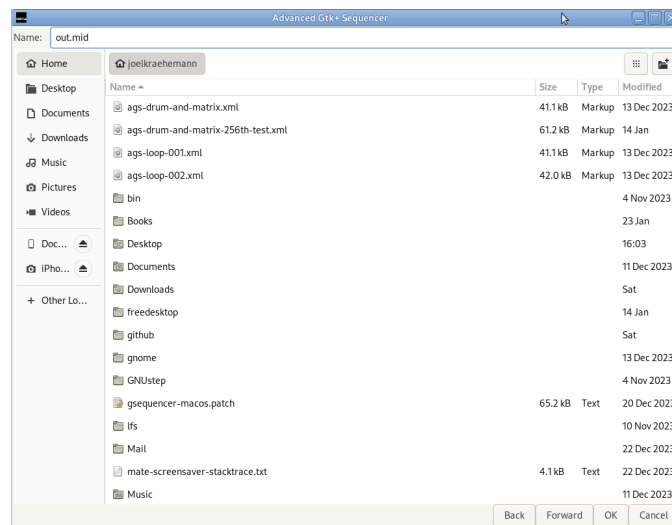 Advanced Gtk+ Sequencer
Name: out.mid
Home
joelkraehemann
Desktop
Documents
Downloads
Music
Pictures
Videos
Doc...
iPho...
+ Other Lo...
Name Size Type Modified
ags-drum-and-matrix.xml 41.1 kB Markup 13 Dec 2023
ags-drum-and-matrix-256th-test.xml 61.2 kB Markup 14 Jan
ags-loop-001.xml 41.1 kB Markup 13 Dec 2023
ags-loop-002.xml 42.0 kB Markup 13 Dec 2023
bin 4 Nov 2023
Books 23 Jan
Desktop 16:03
Documents 11 Dec 2023
Downloads Sat
freedesktop 14 Jan
github Sat
gnome 13 Dec 2023
GNUstep 4 Nov 2023
gsequencer-macos.patch 65.2 kB Text 20 Dec 2023
lfs 10 Nov 2023
Mail 22 Dec 2023
mate-screensaver-stacktrace.txt 4.1 kB Text 22 Dec 2023
Music 11 Dec 2023
Back Forward OK Cancel